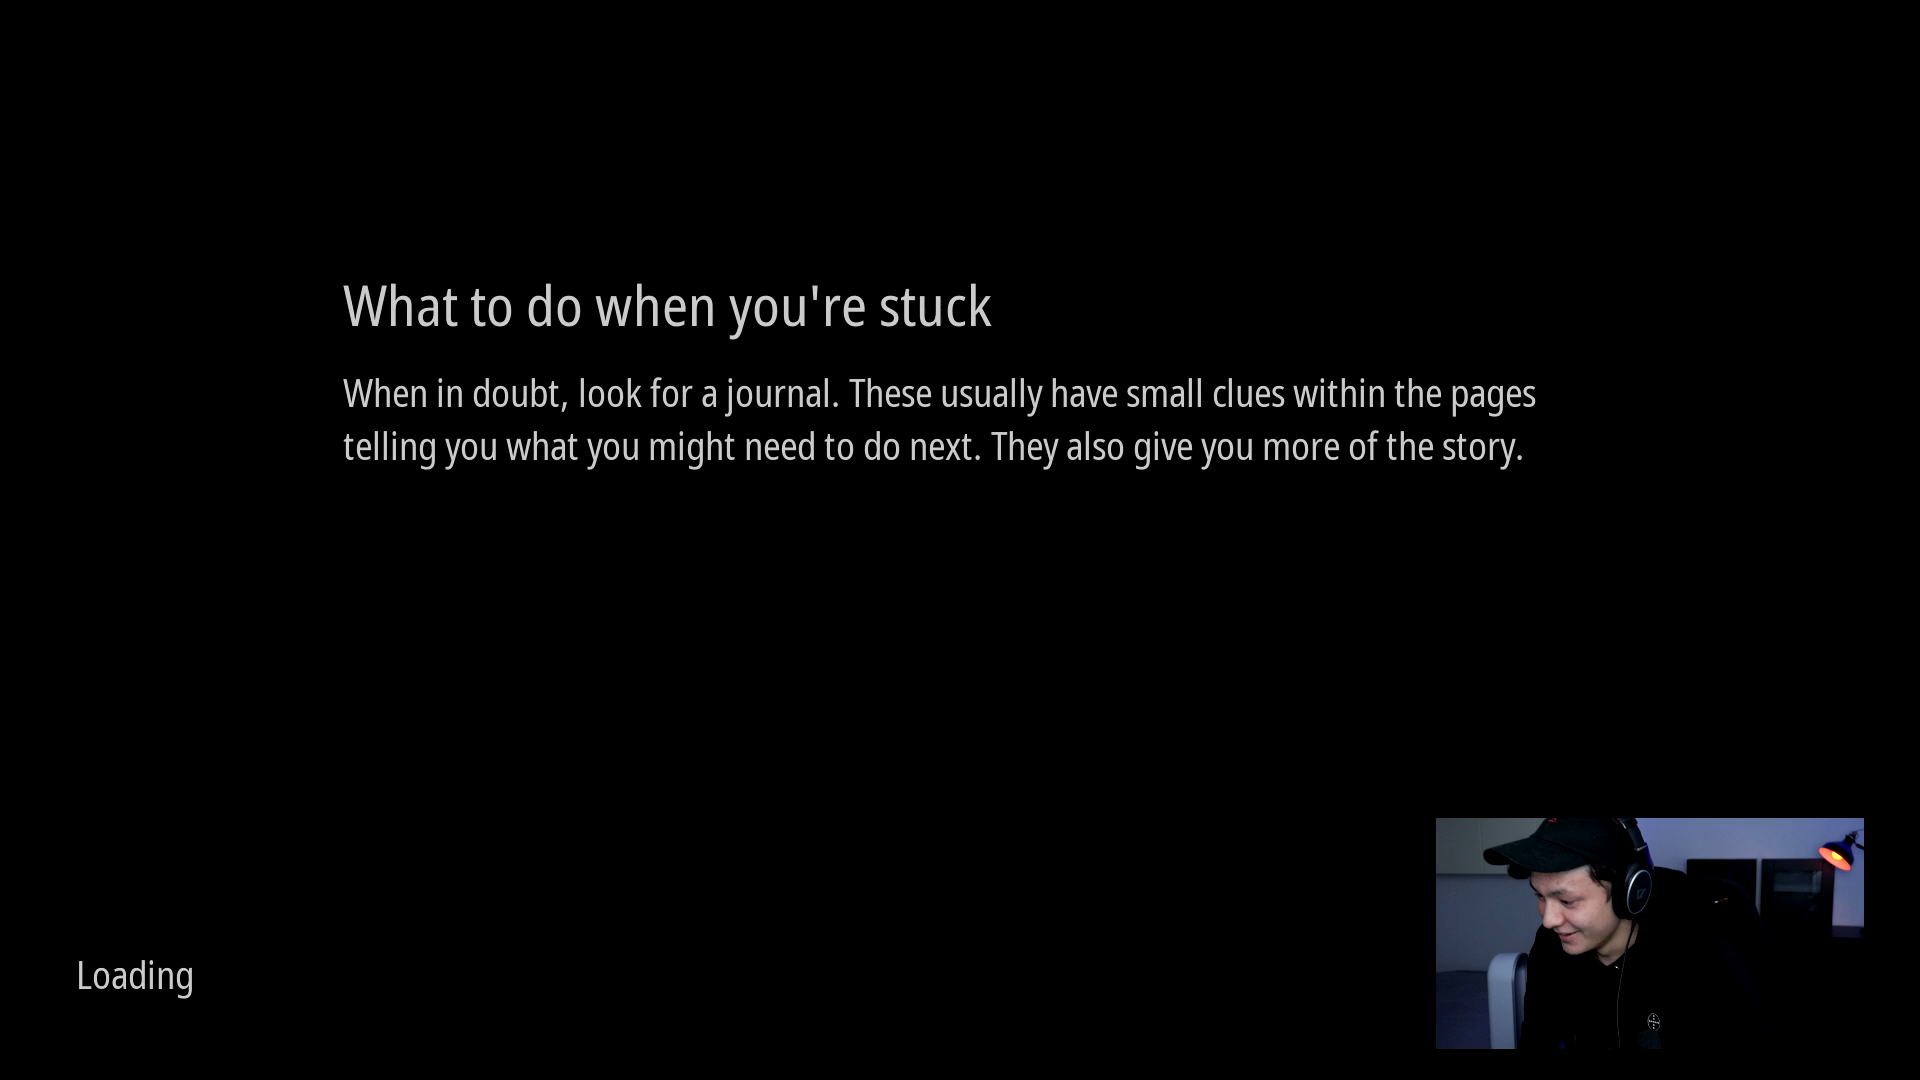 What to do when you're stuck
When in doubt, look for a journal. These usually have small clues within the pages
telling you what you might need to do next. They also give you more of the story.
Loading